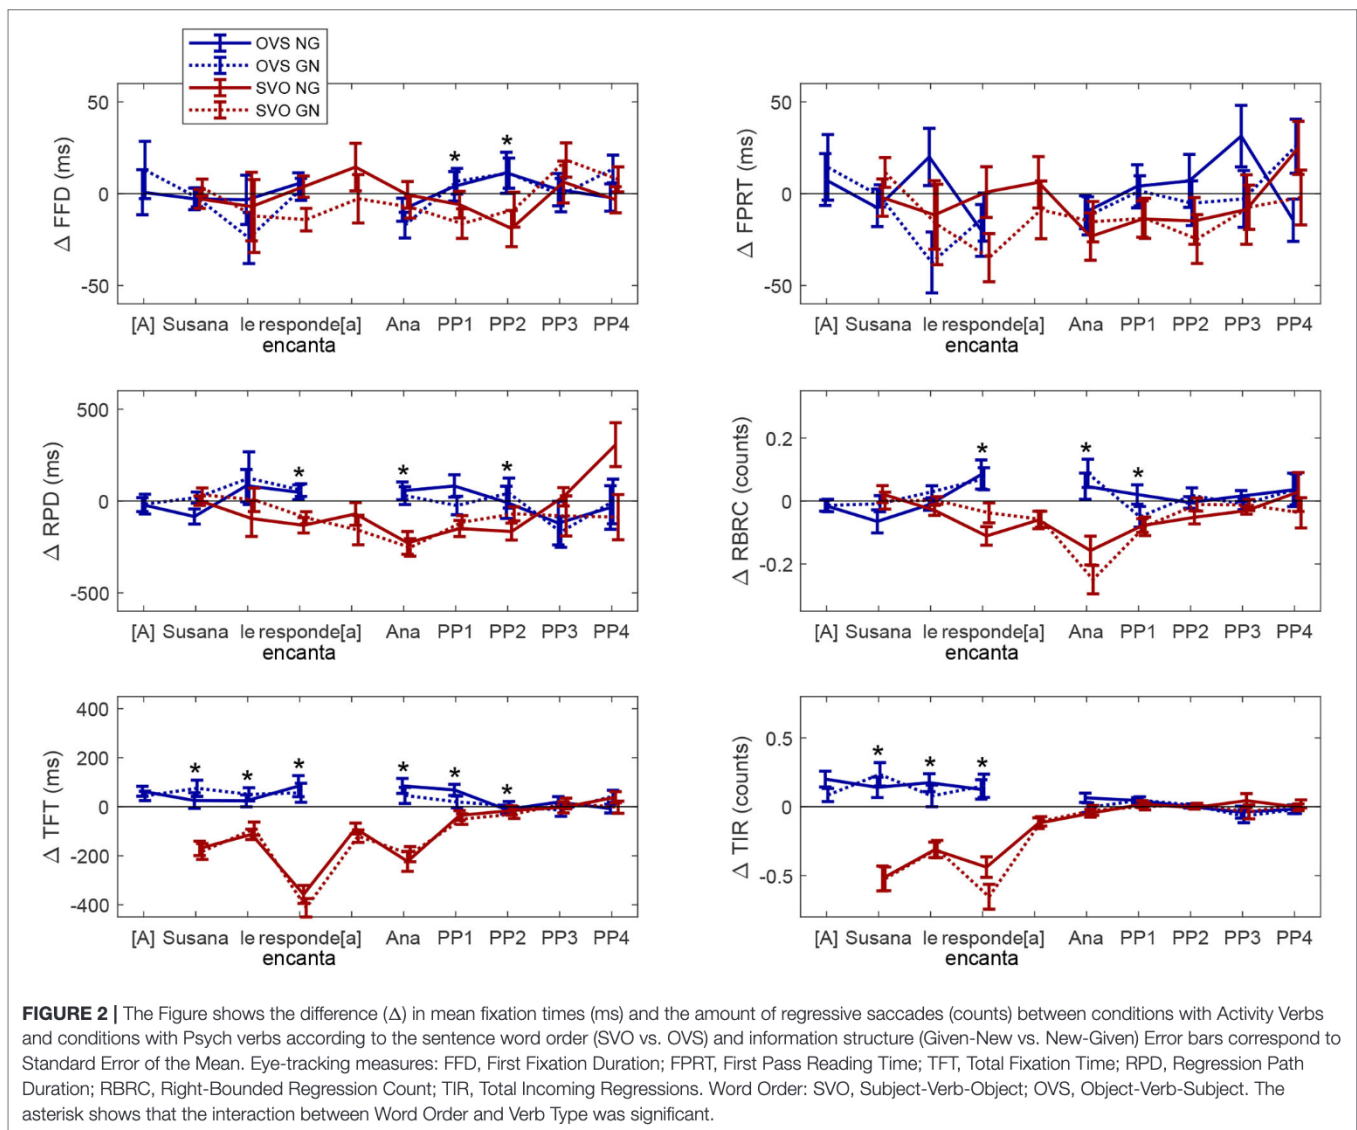 OVS NG
OVS GN
SVO NG
SVO GN
50
0
-50
Δ FFD (ms)
*
*
[A] Susana le responde[a] Ana PP1 PP2 PP3 PP4
encanta
50
0
-50
Δ FPRT (ms)
[A] Susana le responde[a] Ana PP1 PP2 PP3 PP4
encanta
500
0
-500
Δ RPD (ms)
*
*
*
[A] Susana le responde[a] Ana PP1 PP2 PP3 PP4
encanta
0.2
0
-0.2
Δ RBRC (counts)
*
*
*
[A] Susana le responde[a] Ana PP1 PP2 PP3 PP4
encanta
400
200
0
-200
-400
Δ TFT (ms)
*
*
*
*
*
*
[A] Susana le responde[a] Ana PP1 PP2 PP3 PP4
encanta
0.5
0
-0.5
Δ TIR (counts)
*
*
*
[A] Susana le responde[a] Ana PP1 PP2 PP3 PP4
encanta
FIGURE 2 | The Figure shows the difference (Δ) in mean fixation times (ms) and the amount of regressive saccades (counts) between conditions with Activity Verbs
and conditions with Psych verbs according to the sentence word order (SVO vs. OVS) and information structure (Given-New vs. New-Given) Error bars correspond to
Standard Error of the Mean. Eye-tracking measures: FFD, First Fixation Duration; FPRT, First Pass Reading Time; TFT, Total Fixation Time; RPD, Regression Path
Duration; RBRC, Right-Bounded Regression Count; TIR, Total Incoming Regressions. Word Order: SVO, Subject-Verb-Object; OVS, Object-Verb-Subject. The
asterisk shows that the interaction between Word Order and Verb Type was significant.